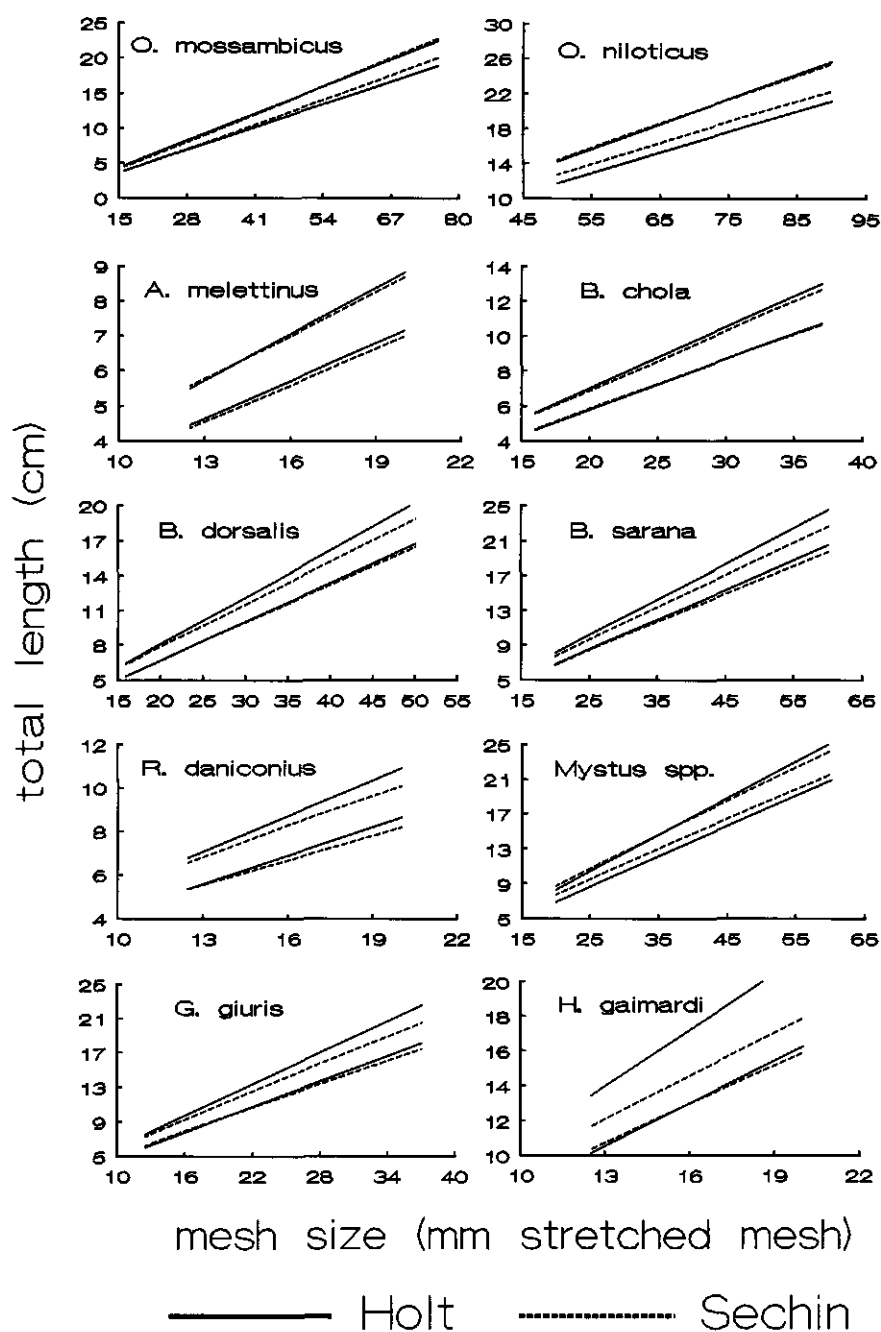 total length (cm)
O. mossambicus
25
20
15
10
5
0
15 28 41 54 67 80
O. niloticus
30
26
22
18
14
10
45 55 65 75 85 95
A. melettinus
9
8
7
6
5
4
10 13 16 19 22
B. chola
14
12
10
8
6
4
15 20 25 30 35 40
B. dorsalis
20
17
14
11
8
5
15 20 25 30 35 40 45 50 55
B. sarana
25
21
17
13
9
5
15 25 35 45 55 65
R. daniconius
12
10
8
6
4
10 13 16 19 22
Mystus spp.
25
21
17
13
9
5
15 25 35 45 55 65
G. giuris
25
21
17
13
9
5
10 16 22 28 34 40
H. gaimardi
20
18
16
14
12
10
10 13 16 19 22
mesh size (mm stretched mesh)
Holt Sechin